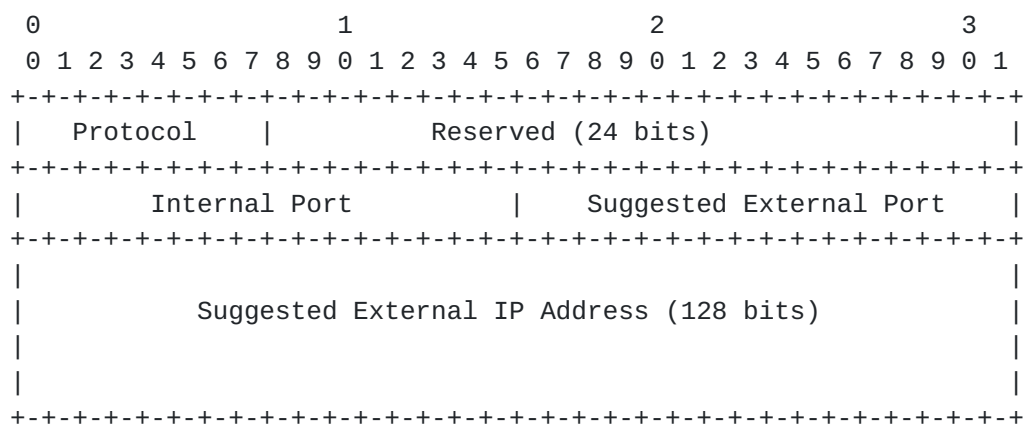 0                   1                   2                   3
 0 1 2 3 4 5 6 7 8 9 0 1 2 3 4 5 6 7 8 9 0 1 2 3 4 5 6 7 8 9 0 1
+-+-+-+-+-+-+-+-+-+-+-+-+-+-+-+-+-+-+-+-+-+-+-+-+-+-+-+-+-+-+-+-+
|   Protocol    |          Reserved (24 bits)                   |
+-+-+-+-+-+-+-+-+-+-+-+-+-+-+-+-+-+-+-+-+-+-+-+-+-+-+-+-+-+-+-+-+
|        Internal Port          |    Suggested External Port    |
+-+-+-+-+-+-+-+-+-+-+-+-+-+-+-+-+-+-+-+-+-+-+-+-+-+-+-+-+-+-+-+-+
|                                                               |
|           Suggested External IP Address (128 bits)            |
|                                                               |
|                                                               |
+-+-+-+-+-+-+-+-+-+-+-+-+-+-+-+-+-+-+-+-+-+-+-+-+-+-+-+-+-+-+-+-+